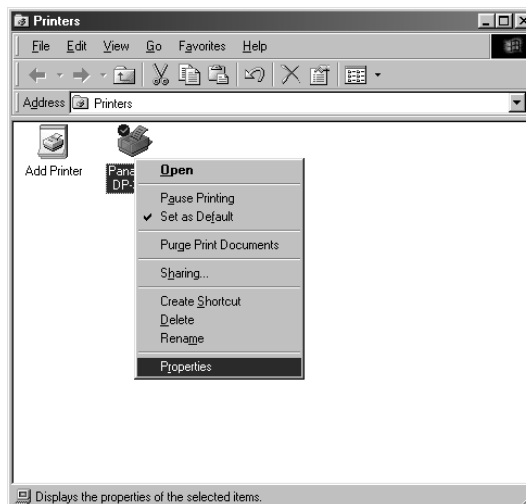 Printers
File Edit View Go Favorites Help
Address Printers
Add Printer
Pana
DP-
Open
Pause Printing
Set as Default
Purge Print Documents
Sharing...
Create Shortcut
Delete
Rename
Properties
Displays the properties of the selected items.